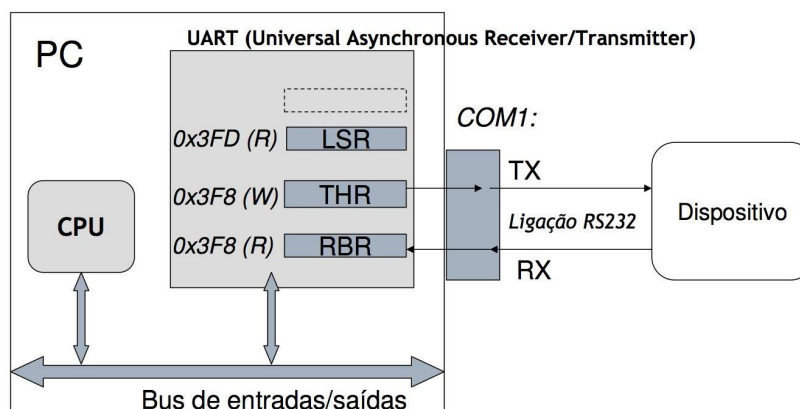 UART (Universal Asynchronous Receiver/Transmitter)
PC
COM1:
0x3FD (R) LSR
TX
0x3F8 (W) THR
CPU
Ligação RS232
Dispositivo
0x3F8 (R) RBR
RX
Bus de entradas/saídas